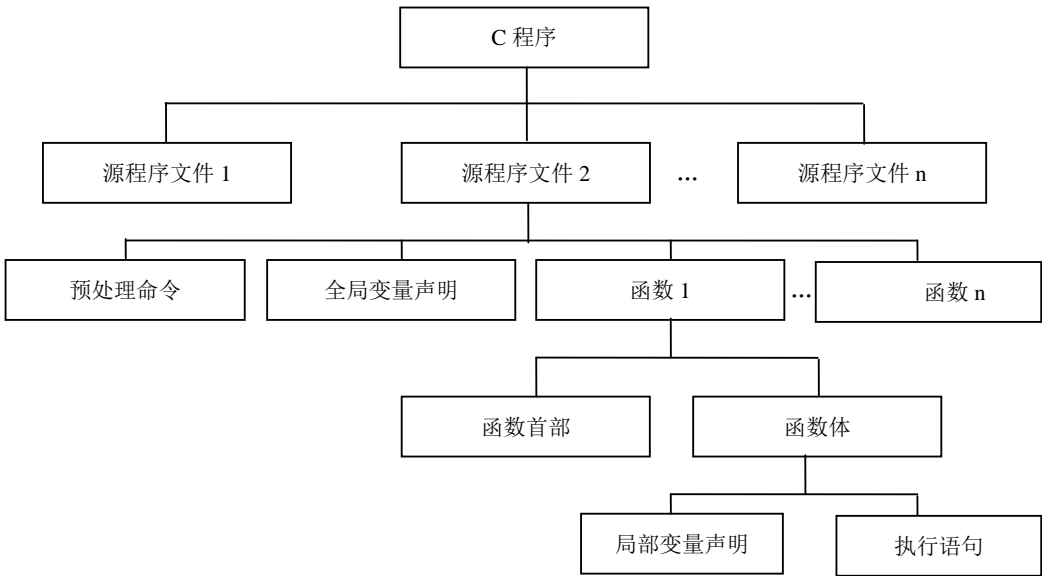 C 程序
源程序文件 1
源程序文件 2
...
源程序文件 n
预处理命令
全局变量声明
函数 1
...
函数 n
函数首部
函数体
局部变量声明
执行语句